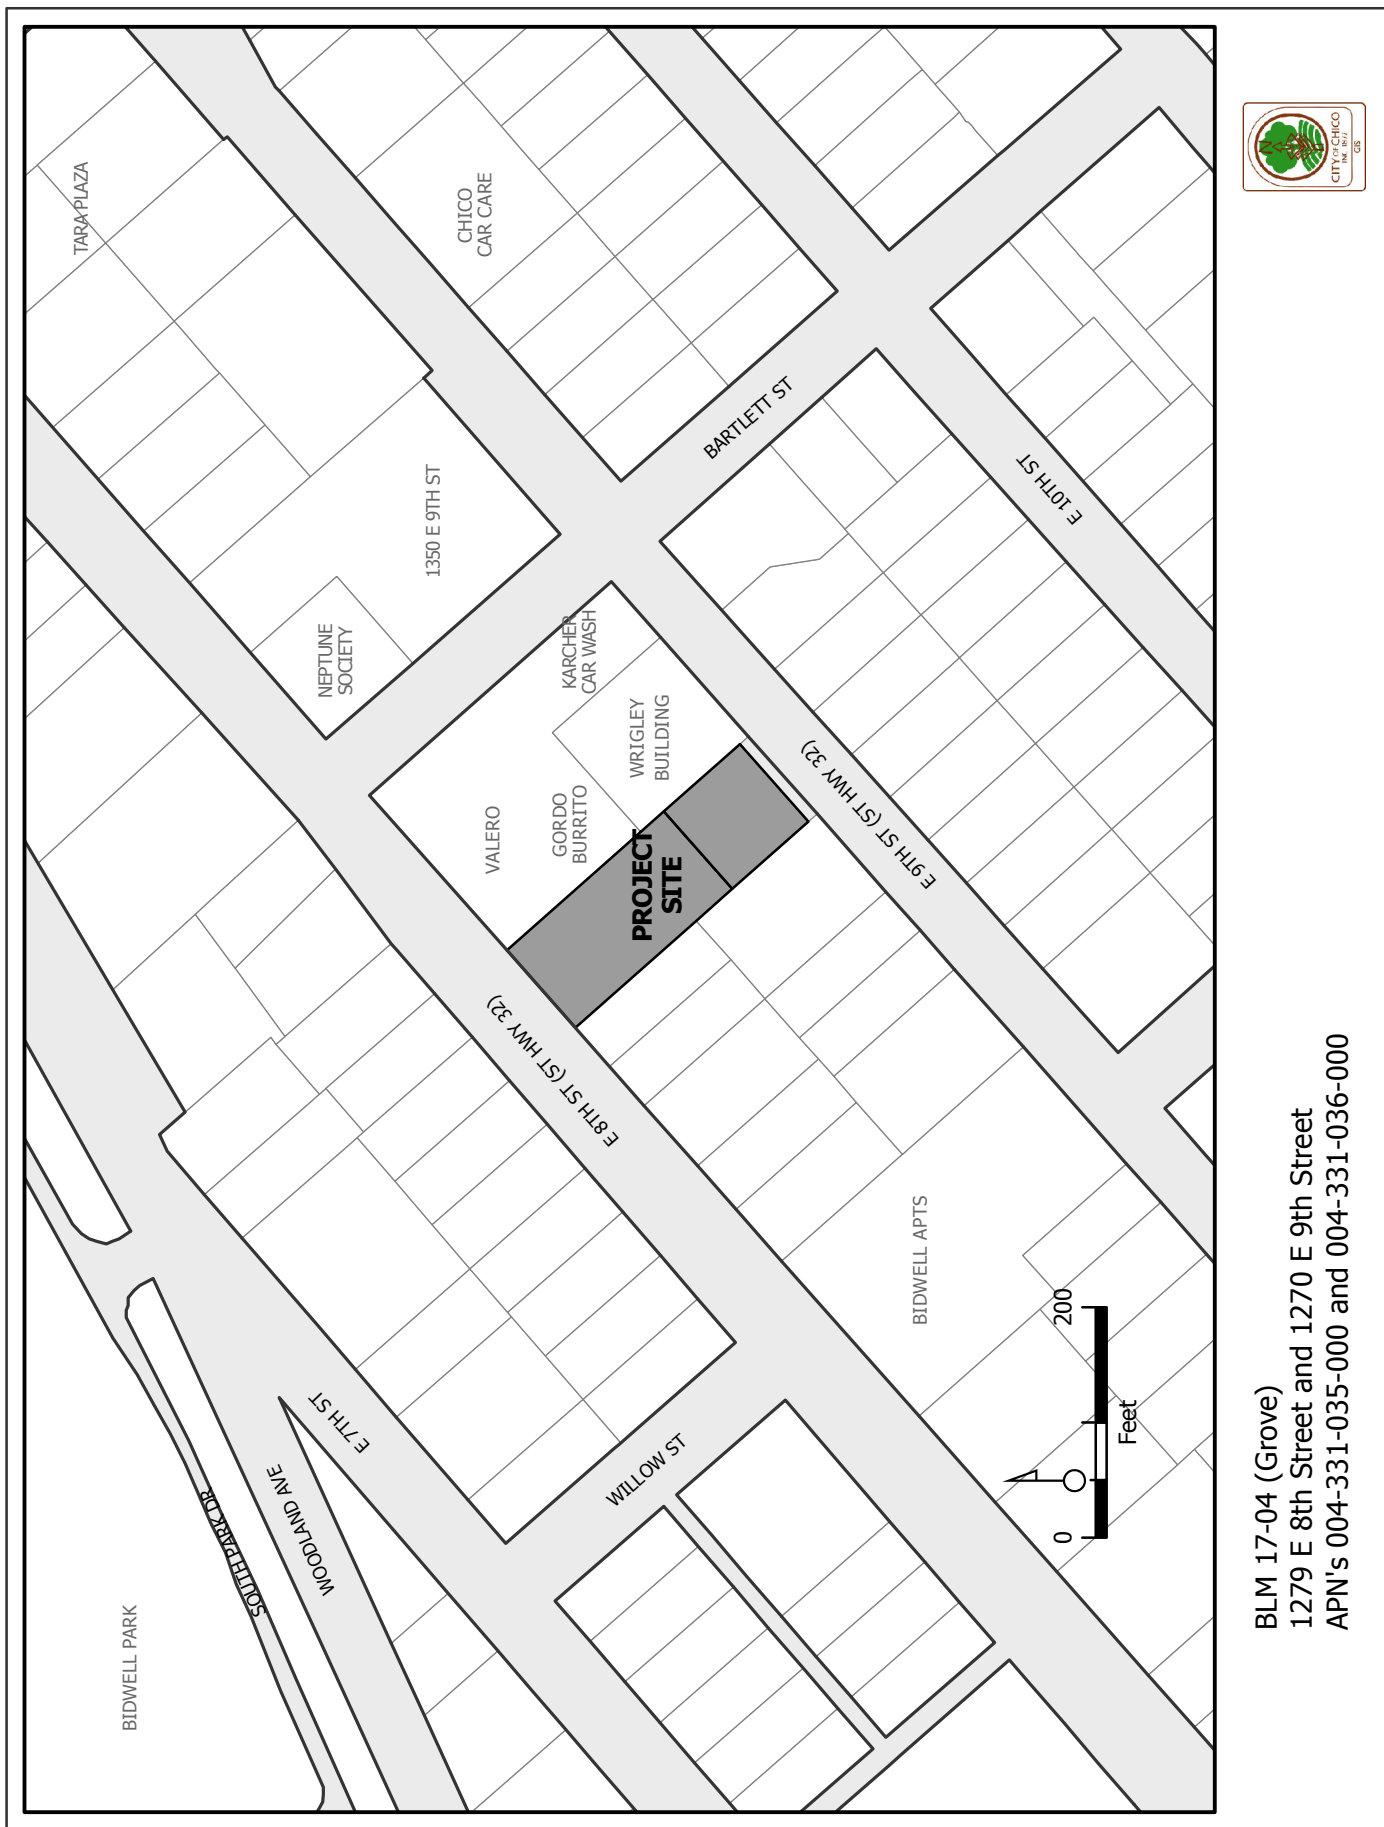 BIDWELL PARK
SOUTH PARK DR
WOODLAND AVE
E 7TH ST
WILLOW ST
E 8TH ST (ST HWY 32)
VALERO
GORDO
BURRITO
PROJECT
SITE
WRIGLEY
BUILDING
KARCHER
CAR WASH
NEPTUNE
SOCIETY
1350 E 9TH ST
TARA PLAZA
CHICO
CAR CARE
BARTLETT ST
E 9TH ST (ST HWY 32)
E 10TH ST
BIDWELL APTS
0
200
Feet
BLM 17-04 (Grove)
1279 E 8th Street and 1270 E 9th Street
APN's 004-331-035-000 and 004-331-036-000
N
CITY OF CHICO
INC. 1872
GIS